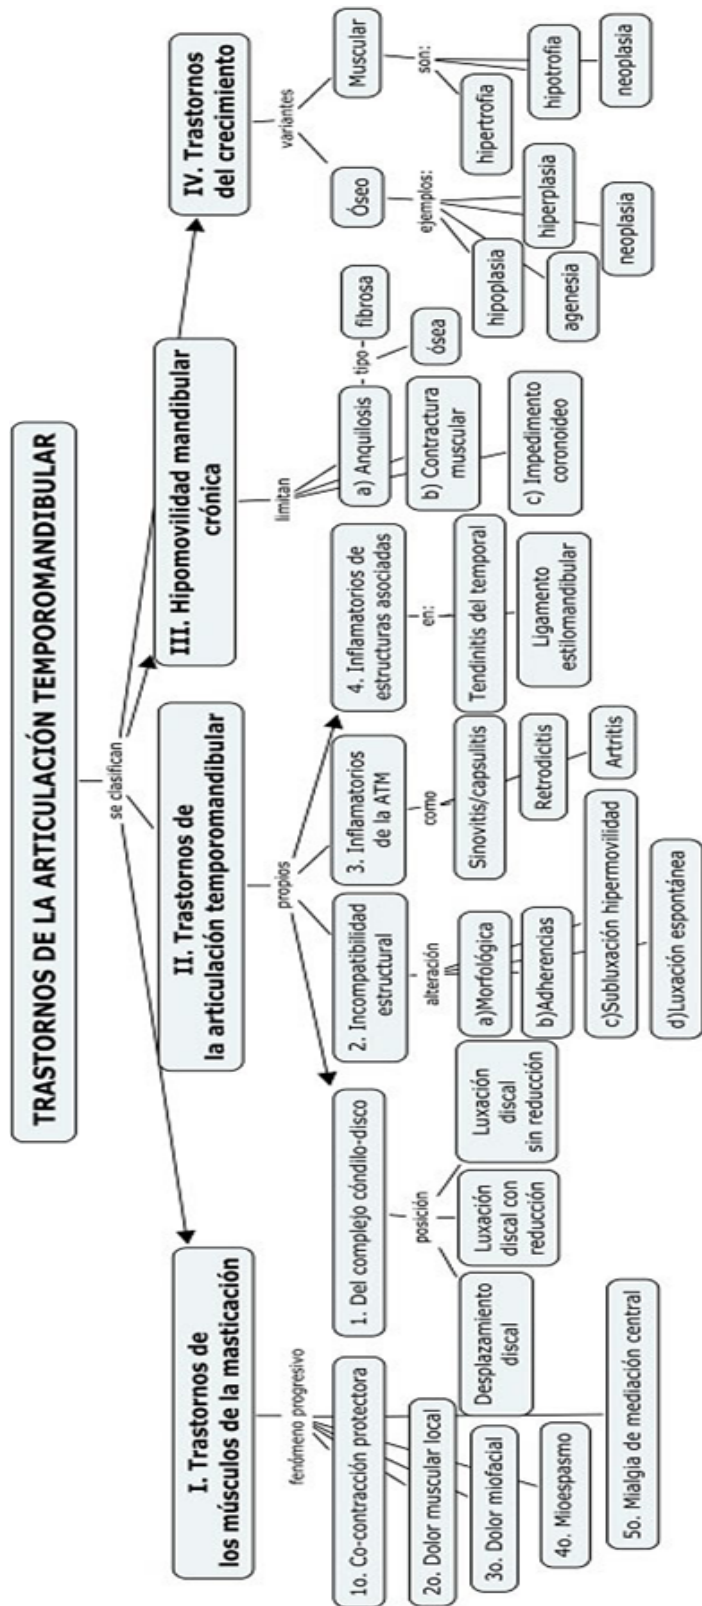 TRASTORNOS DE LA ARTICULACIÓN TEMPOROMANDIBULAR
se clasifican
I. Trastornos de
los músculos de la masticación
fenómeno progresivo
1o. Co-contracción protectora
2o. Dolor muscular local
3o. Dolor miofacial
4o. Mioespasmo
5o. Mialgia de mediación central
II. Trastornos de
la articulación temporomandibular
propios
1. Del complejo cóndilo-disco
posición
Desplazamiento
discal
Luxación
discal con
reducción
Luxación
discal
sin reducción
2. Incompatibilidad
estructural
alteración
a)Morfológica
b)Adherencias
c)Subluxación hipermovilidad
d)Luxación espontánea
3. Inflamatorios
de la ATM
como
Sinovitis/capsulitis
Retrodicitis
Artritis
4. Inflamatorios de
estructuras asociadas
en:
Tendinitis del temporal
Ligamento
estilomandibular
III. Hipomovilidad mandibular
crónica
limitan
a) Anquilosis
tipo
fibrosa
ósea
b) Contractura
muscular
c) Impedimento
coronoideo
IV. Trastornos
del crecimiento
variantes
Óseo
ejemplos:
hipoplasia
agenesia
hiperplasia
neoplasia
Muscular
son:
hipertrofia
hipotrofia
neoplasia